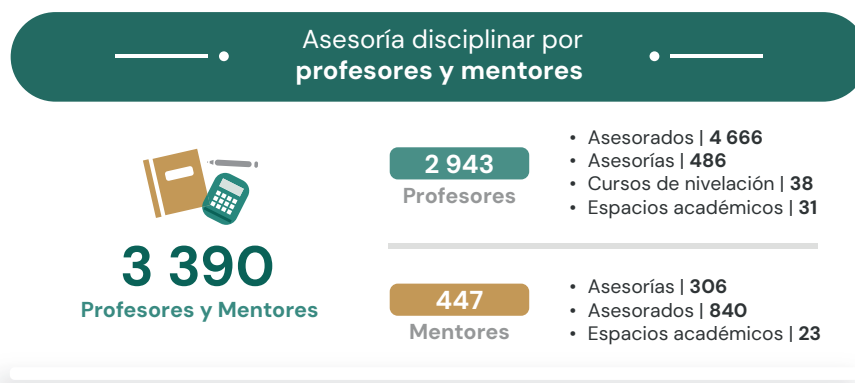 Asesoría disciplinar por
profesores y mentores
3 390
Profesores y Mentores
2 943
Profesores
• Asesorados | 4 666
• Asesorías | 486
• Cursos de nivelación | 38
• Espacios académicos | 31
447
Mentores
• Asesorías | 306
• Asesorados | 840
• Espacios académicos | 23